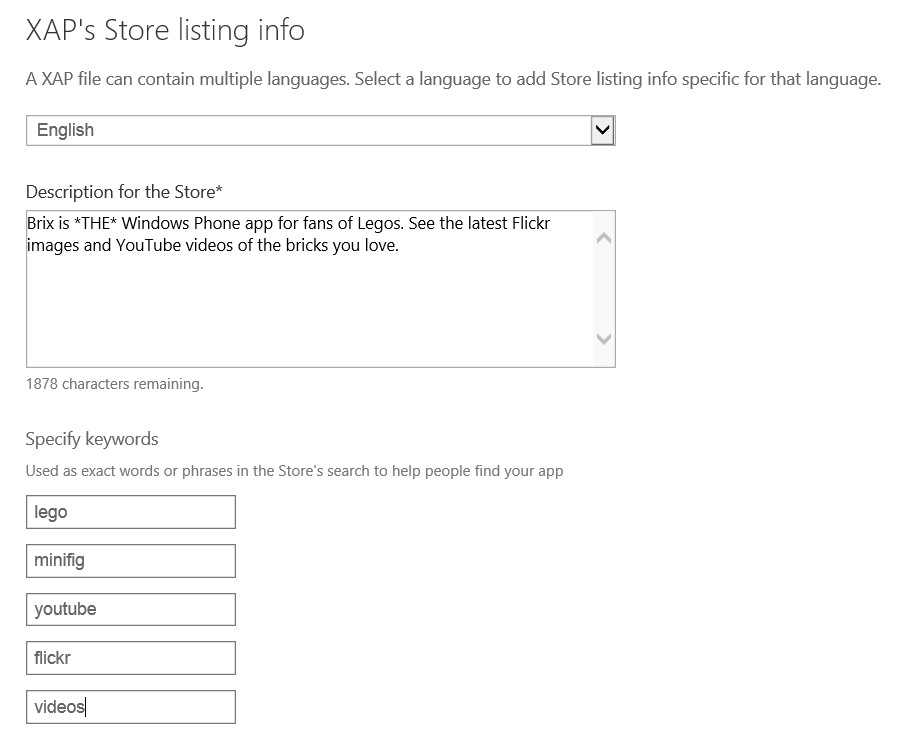 XAP's Store listing info
A XAP file can contain multiple languages. Select a language to add Store listing info specific for that language.
English
Description for the Store*
Brix is *THE* Windows Phone app for fans of Legos. See the latest Flickr
images and YouTube videos of the bricks you love.
1878 characters remaining.
Specify keywords
Used as exact words or phrases in the Store's search to help people find your app
lego
minifig
youtube
flickr
videos